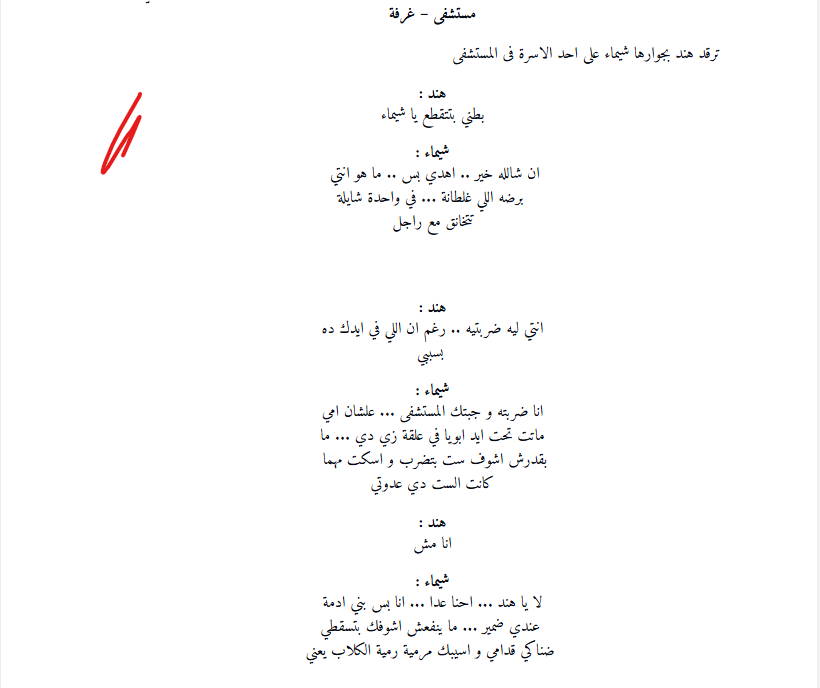 مستشفى – غرفة
ترقد هند بجوارها شيماء على احد الاسرة فى المستشفى
هند :
بطني بتتقطع يا شيماء
شيماء :
ان شالله خير .. اهدي بس .. ما هو انتي
برضه اللي غلطانة ... في واحدة شايلة
تتخانق مع راجل
هند :
انتي ليه ضربتيه .. رغم ان اللي في ايدك ده
بسببي
شيماء :
انا ضربته و جبتك المستشفى ... علشان امي
ماتت تحت ايد ابويا في علقة زي دي ... ما
بقدرش اشوف ست بتضرب و اسكت مهما
كانت الست دي عدوتي
هند :
انا مش
شيماء :
لا يا هند ... احنا عدا ... انا بس بني ادمة
عندي ضمير ... ما ينفعش اشوفك بتسقطي
ضناكي قدامي و اسيبك مرمية رمية الكلاب يعني